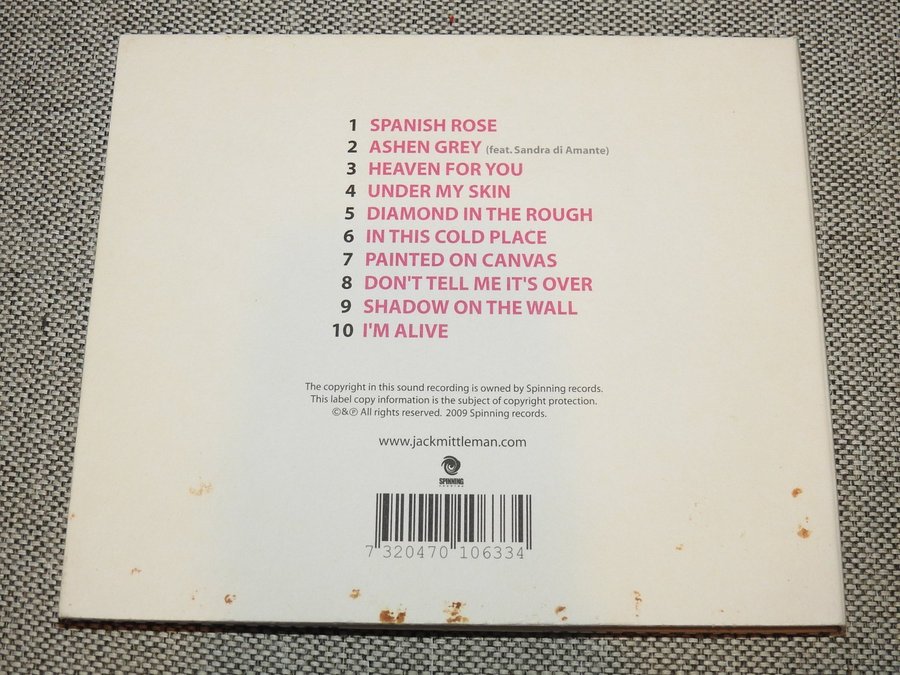 1 SPANISH ROSE
2 ASHEN GREY (feat. Sandra di Amante)
3 HEAVEN FOR YOU
4 UNDER MY SKIN
5 DIAMOND IN THE ROUGH
6 IN THIS COLD PLACE
7 PAINTED ON CANVAS
8 DON'T TELL ME IT'S OVER
9 SHADOW ON THE WALL
10 I'M ALIVE
The copyright in this sound recording is owned by Spinning records.
This label copy information is the subject of copyright protection.
©&℗ All rights reserved. 2009 Spinning records.
www.jackmittleman.com
SPINNING
7 320470 106334